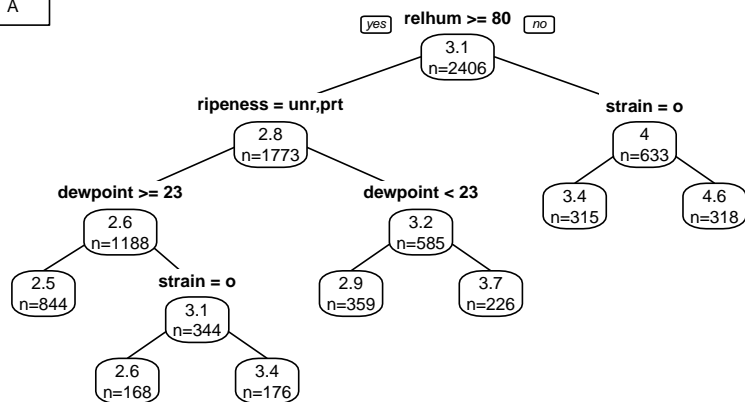 A
yes relhum >= 80 no
3.1
n=2406
ripeness = unr,prt
strain = o
2.8
n=1773
4
n=633
dewpoint >= 23
dewpoint < 23
3.4
n=315
4.6
n=318
2.6
n=1188
3.2
n=585
2.5
n=844
strain = o
2.9
n=359
3.7
n=226
3.1
n=344
2.6
n=168
3.4
n=176